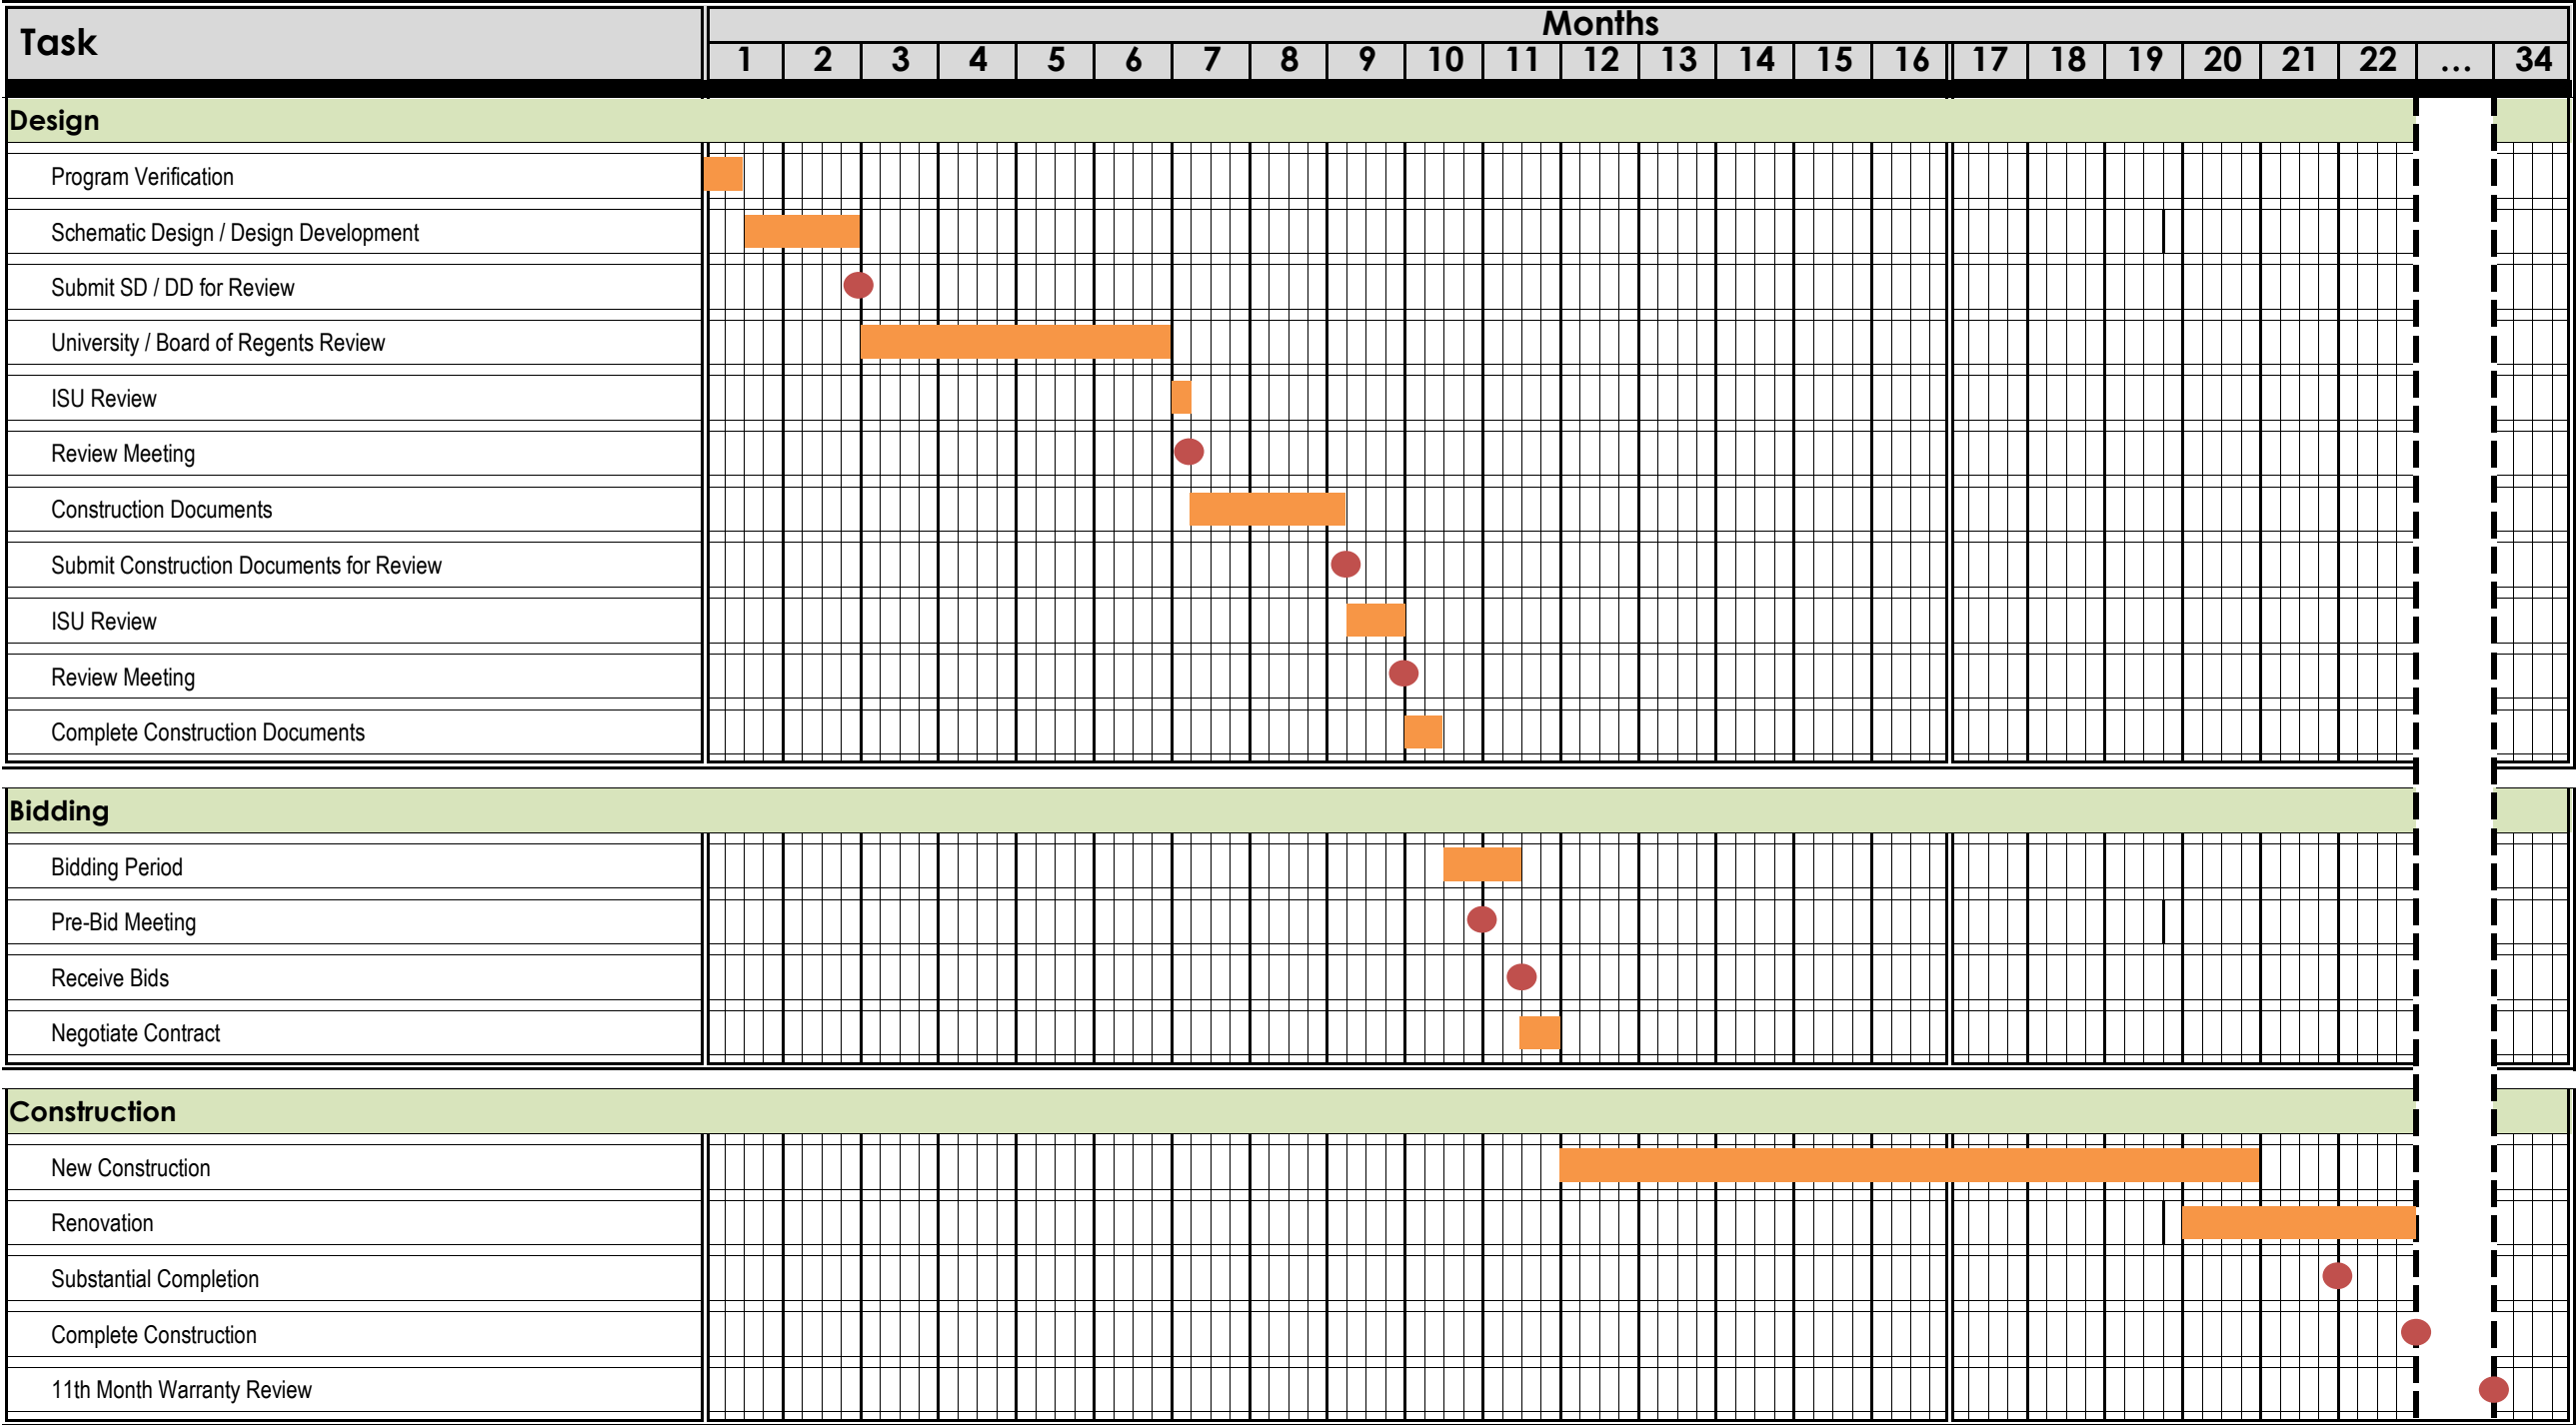 Task
Months
1 2 3 4 5 6 7 8 9 10 11 12 13 14 15 16 17 18 19 20 21 22 ... 34
Design
Program Verification
Schematic Design / Design Development
Submit SD / DD for Review
University / Board of Regents Review
ISU Review
Review Meeting
Construction Documents
Submit Construction Documents for Review
ISU Review
Review Meeting
Complete Construction Documents
Bidding
Bidding Period
Pre-Bid Meeting
Receive Bids
Negotiate Contract
Construction
New Construction
Renovation
Substantial Completion
Complete Construction
11th Month Warranty Review